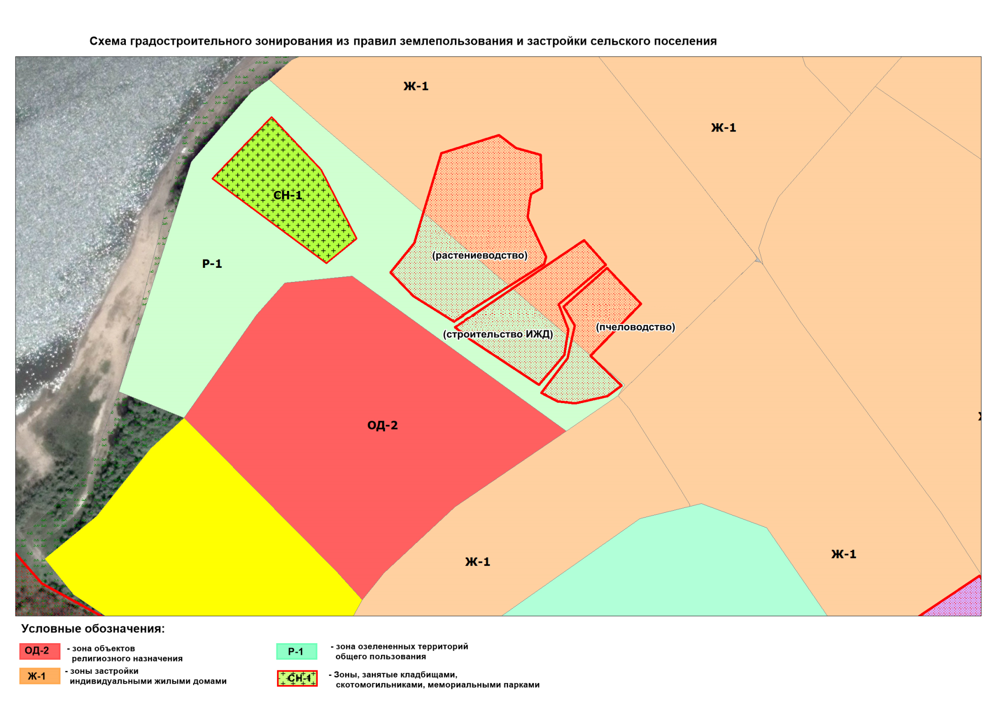 Схема градостроительного зонирования из правил землепользования и застройки сельского поселения
Ж-1
Ж-1
СН-1
Р-1
(растениеводство)
(пчеловодство)
(строительство ИЖД)
ОД-2
Ж-1
Ж-1
Условные обозначения:
ОД-2
- зона объектов
религиозного назначения
Ж-1
- зоны застройки
индивидуальными жилыми домами
Р-1
- зона озелененных территорий
общего пользования
СН-1
- Зоны, занятые кладбищами,
скотомогильниками, мемориальными парками